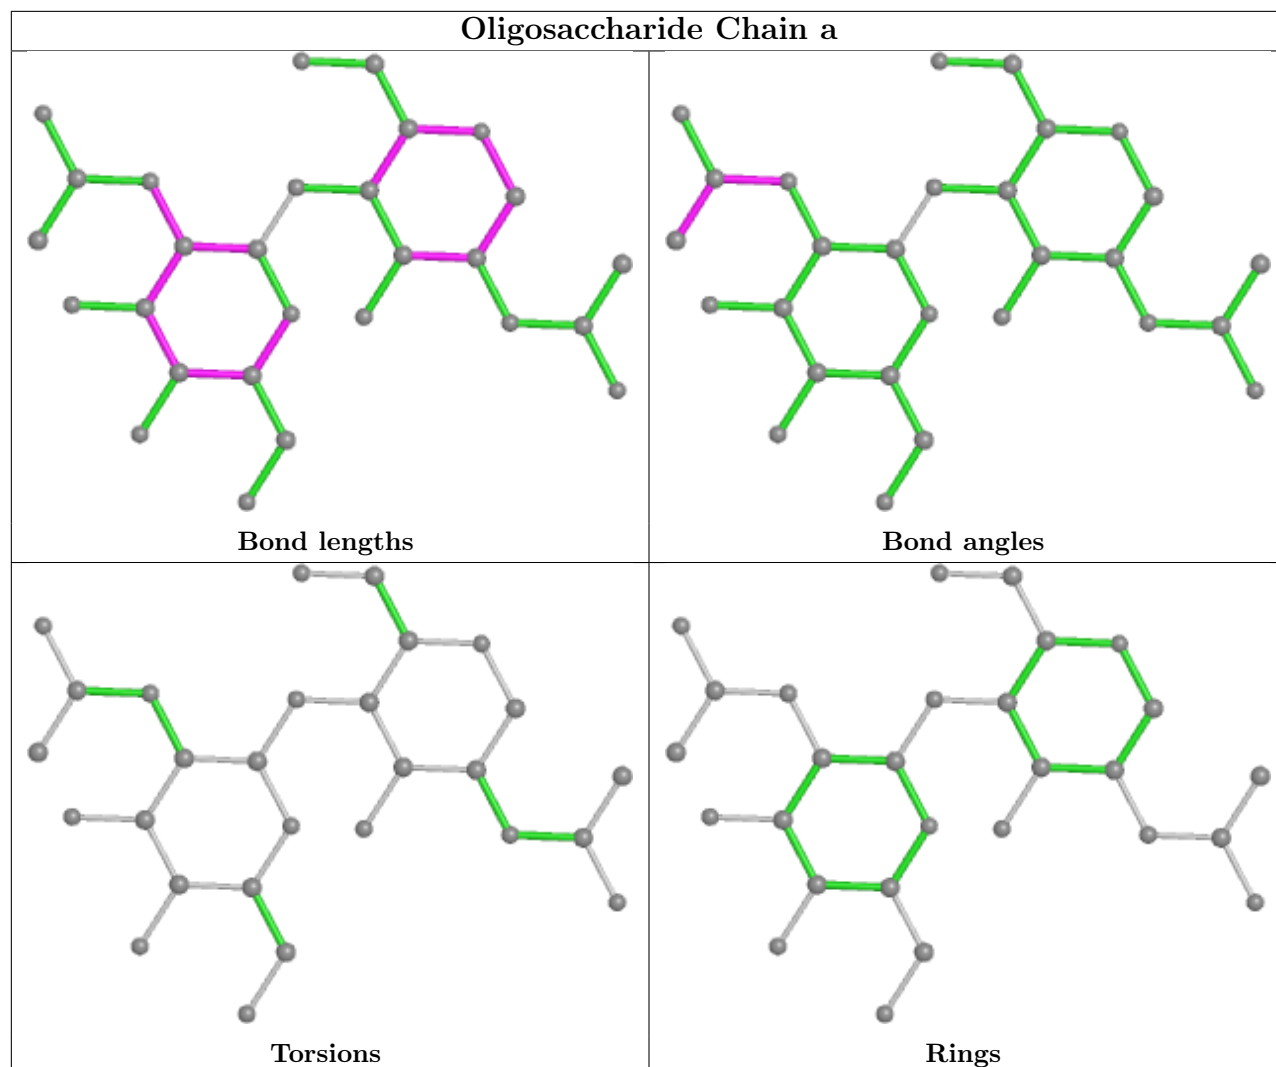 Oligosaccharide Chain a
Bond lengths
Bond angles
Torsions
Rings